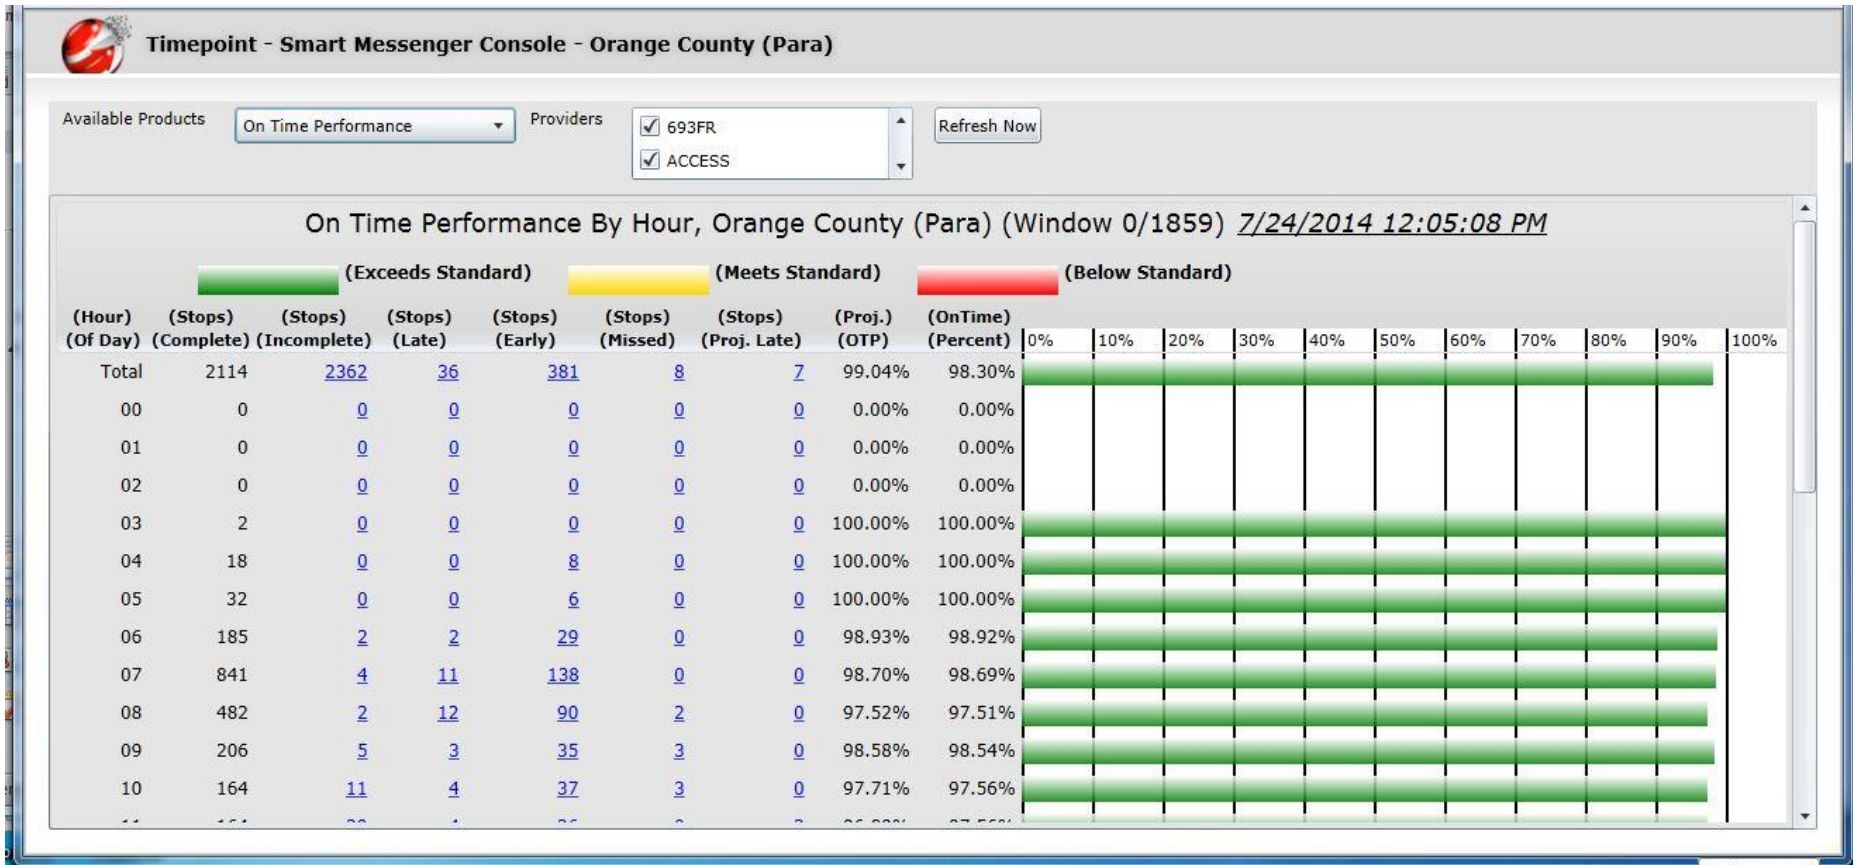 Timepoint - Smart Messenger Console - Orange County (Para)
Available Products On Time Performance Providers 693FR Refresh Now
ACCESS
On Time Performance By Hour, Orange County (Para) (Window 0/1859) 7/24/2014 12:05:08 PM
(Exceeds Standard) (Meets Standard) (Below Standard)
(Hour) (Stops) (Stops) (Stops) (Stops) (Stops) (Stops) (Proj.) (OnTime)
(Of Day) (Complete) (Incomplete) (Late) (Early) (Missed) (Proj. Late) (OTP) (Percent) 0% 10% 20% 30% 40% 50% 60% 70% 80% 90% 100%
Total 2114 2362 36 381 8 7 99.04% 98.30%
00 0 0 0 0 0 0 0.00% 0.00%
01 0 0 0 0 0 0 0.00% 0.00%
02 0 0 0 0 0 0 0.00% 0.00%
03 2 0 0 0 0 0 100.00% 100.00%
04 18 0 0 8 0 0 100.00% 100.00%
05 32 0 0 6 0 0 100.00% 100.00%
06 185 2 2 29 0 0 98.93% 98.92%
07 841 4 11 138 0 0 98.70% 98.69%
08 482 2 12 90 2 0 97.52% 97.51%
09 206 5 3 35 3 0 98.58% 98.54%
10 164 11 4 37 3 0 97.71% 97.56%